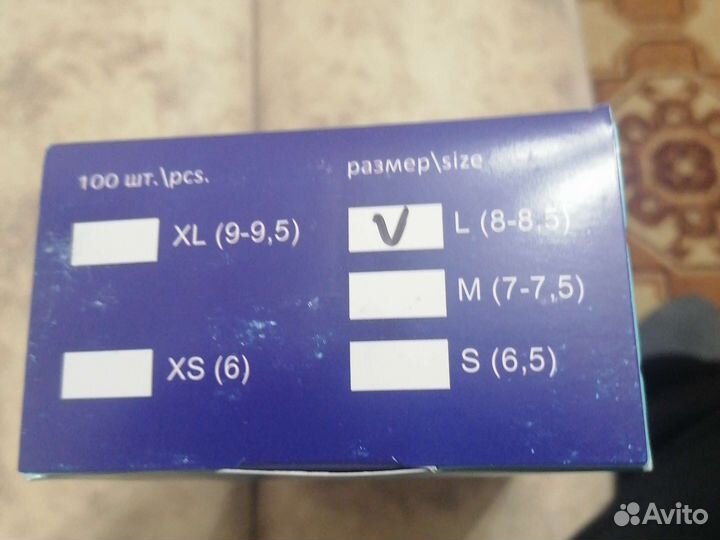 100 шт.\pcs.
размер\size
XL (9-9,5)
L (8-8,5)
M (7-7,5)
XS (6)
S (6,5)
Avito